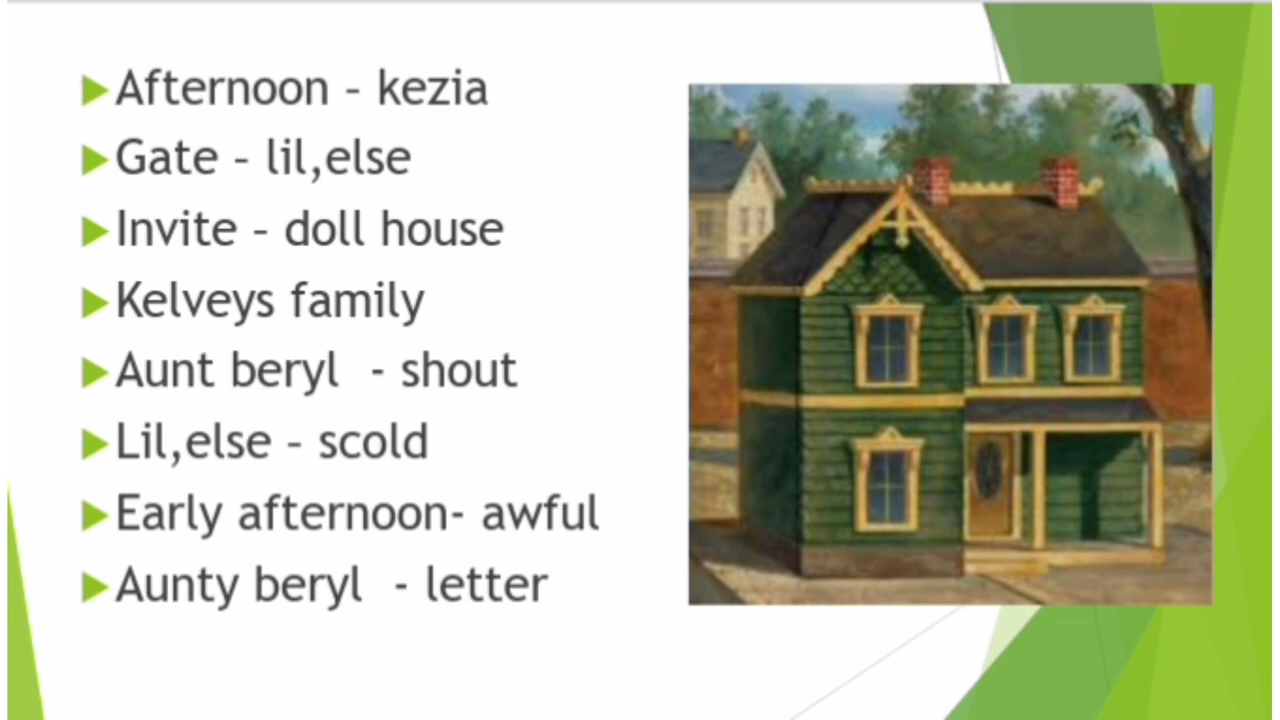 Afternoon – kezia
Gate – lil,else
Invite – doll house
Kelveys family
Aunt beryl  - shout
Lil,else – scold
Early afternoon- awful
Aunty beryl  - letter